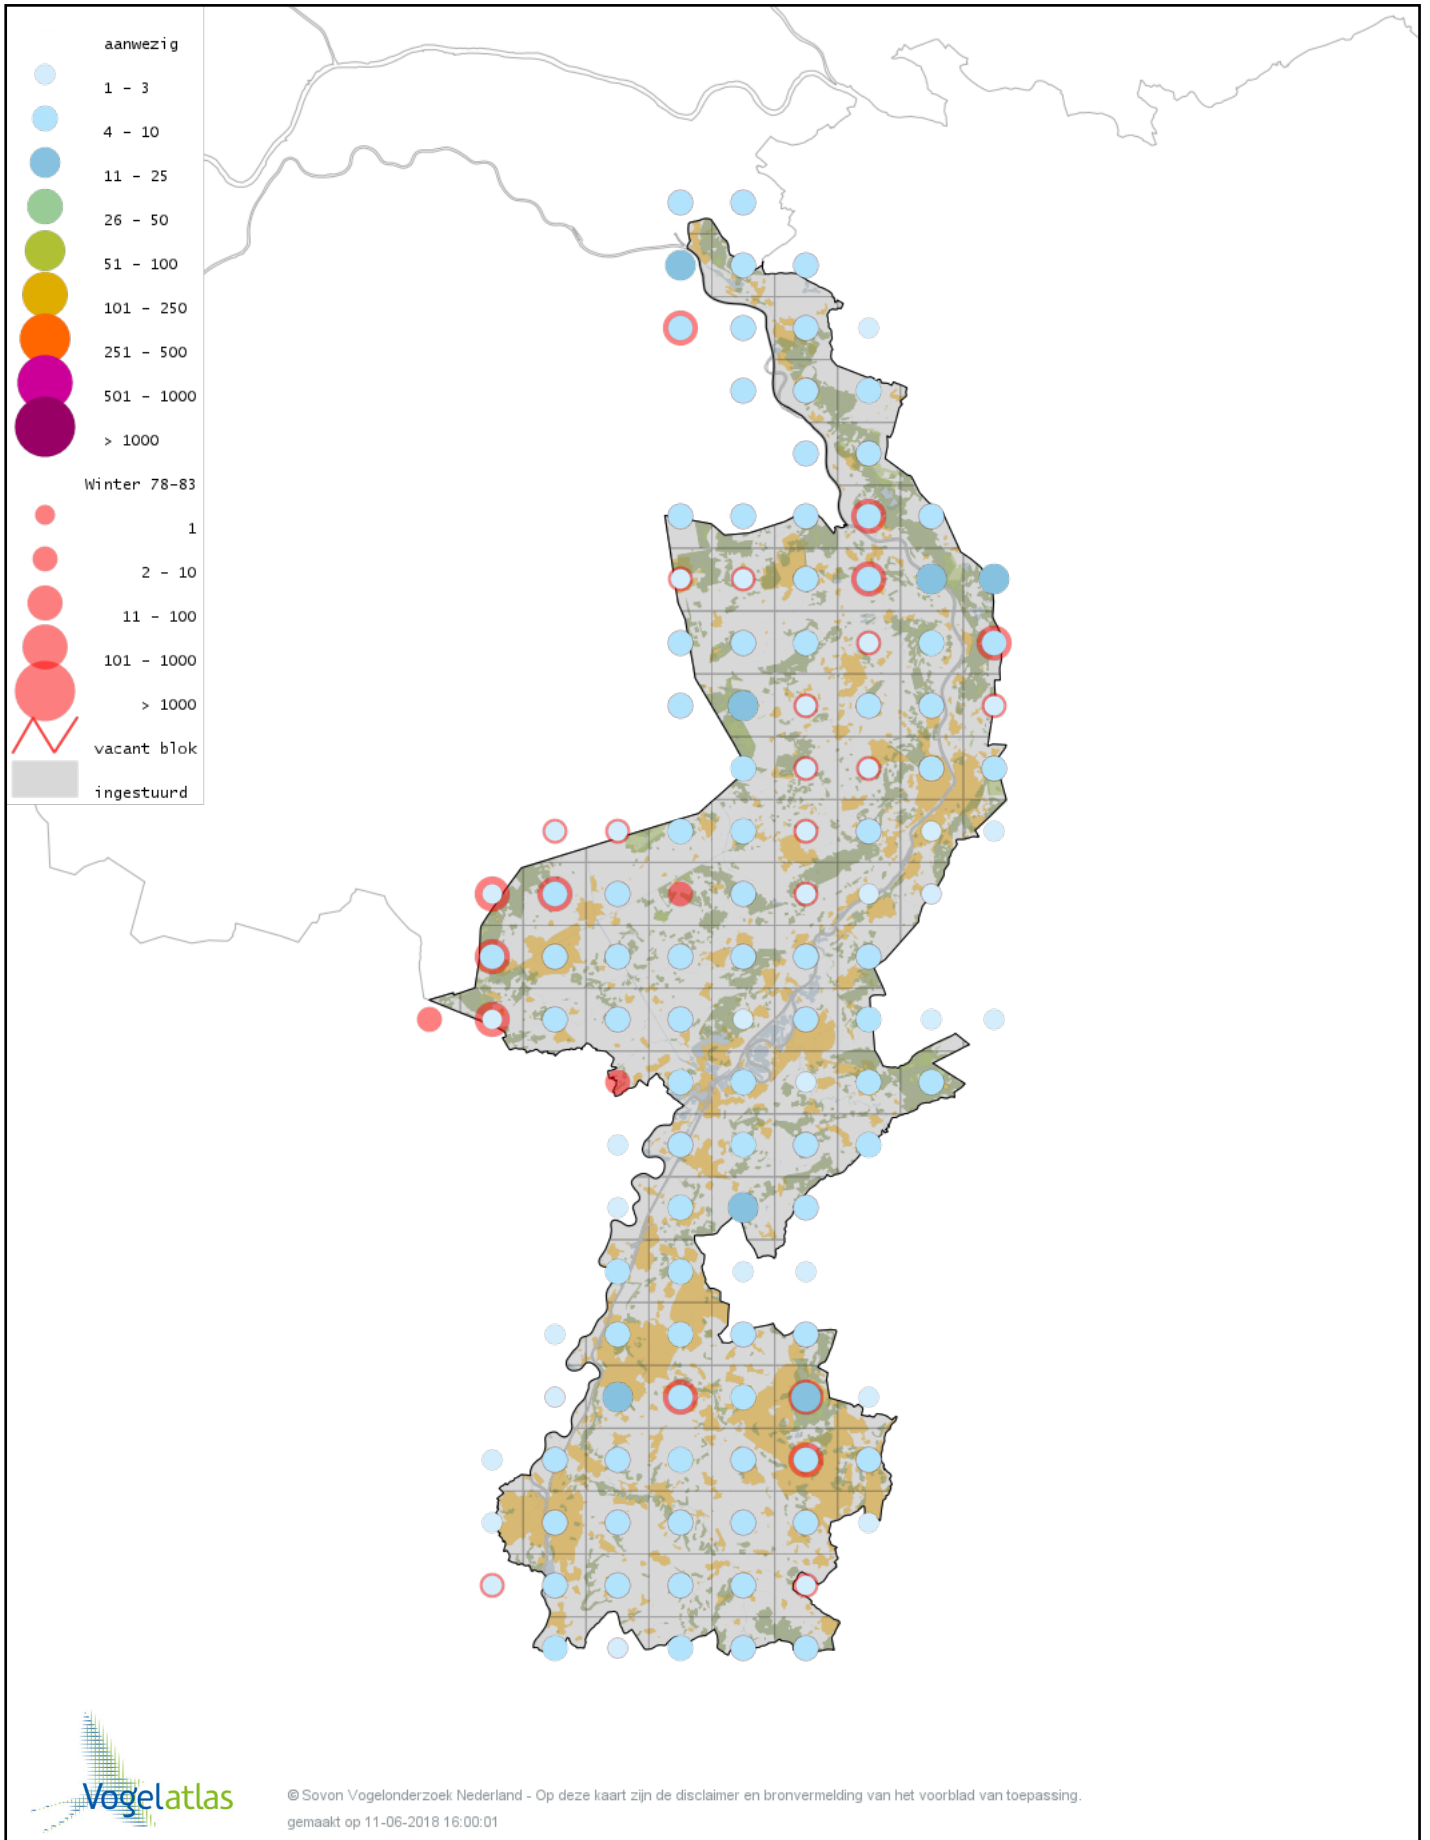 aanwezig
1 - 3
4 - 10
11 - 25
26 - 50
51 - 100
101 - 250
251 - 500
501 - 1000
> 1000
Winter 78-83
1
2 - 10
11 - 100
101 - 1000
> 1000
vacant blok
ingestuurd
Vogelatlas
© Sovon Vogelonderzoek Nederland - Op deze kaart zijn de disclaimer en bronvermelding van het voorblad van toepassing.
gemaakt op 11-06-2018 16:00:01